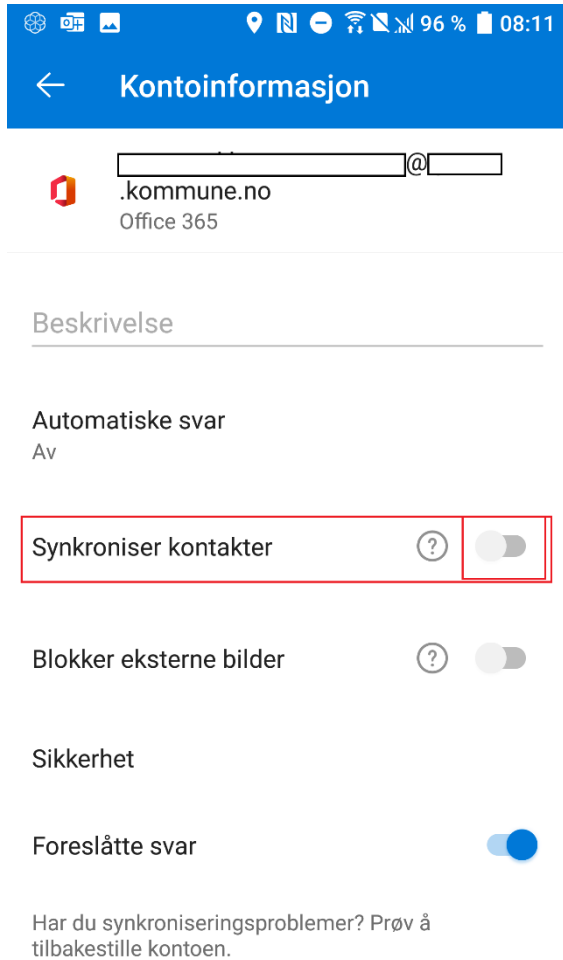 96 % 08:11
Kontoinformasjon
@
.kommune.no
Office 365
Beskrivelse
Automatiske svar
Av
Synkroniser kontakter ?
Blokker eksterne bilder ?
Sikkerhet
Foreslåtte svar
Har du synkroniseringsproblemer? Prøv å
tilbakestille kontoen.